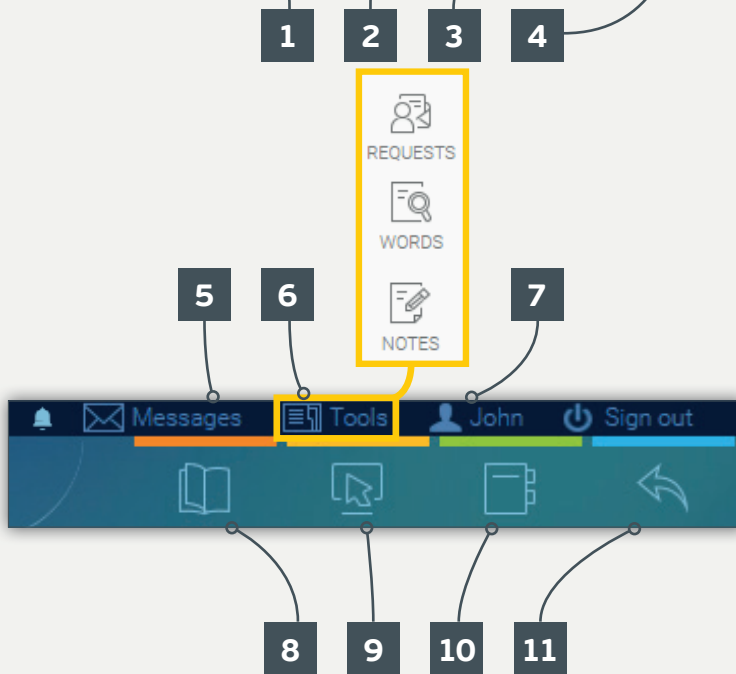 1 2 3 4
REQUESTS
WORDS
NOTES
5 6 7
Messages Tools John Sign out
8 9 10 11